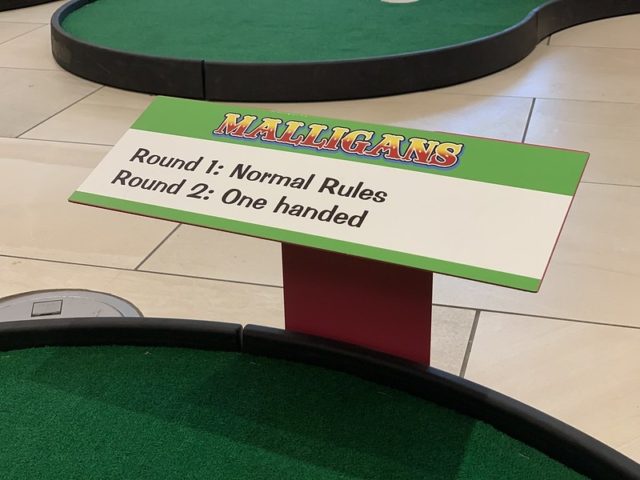 MALLIGANS
Round 1: Normal Rules
Round 2: One handed